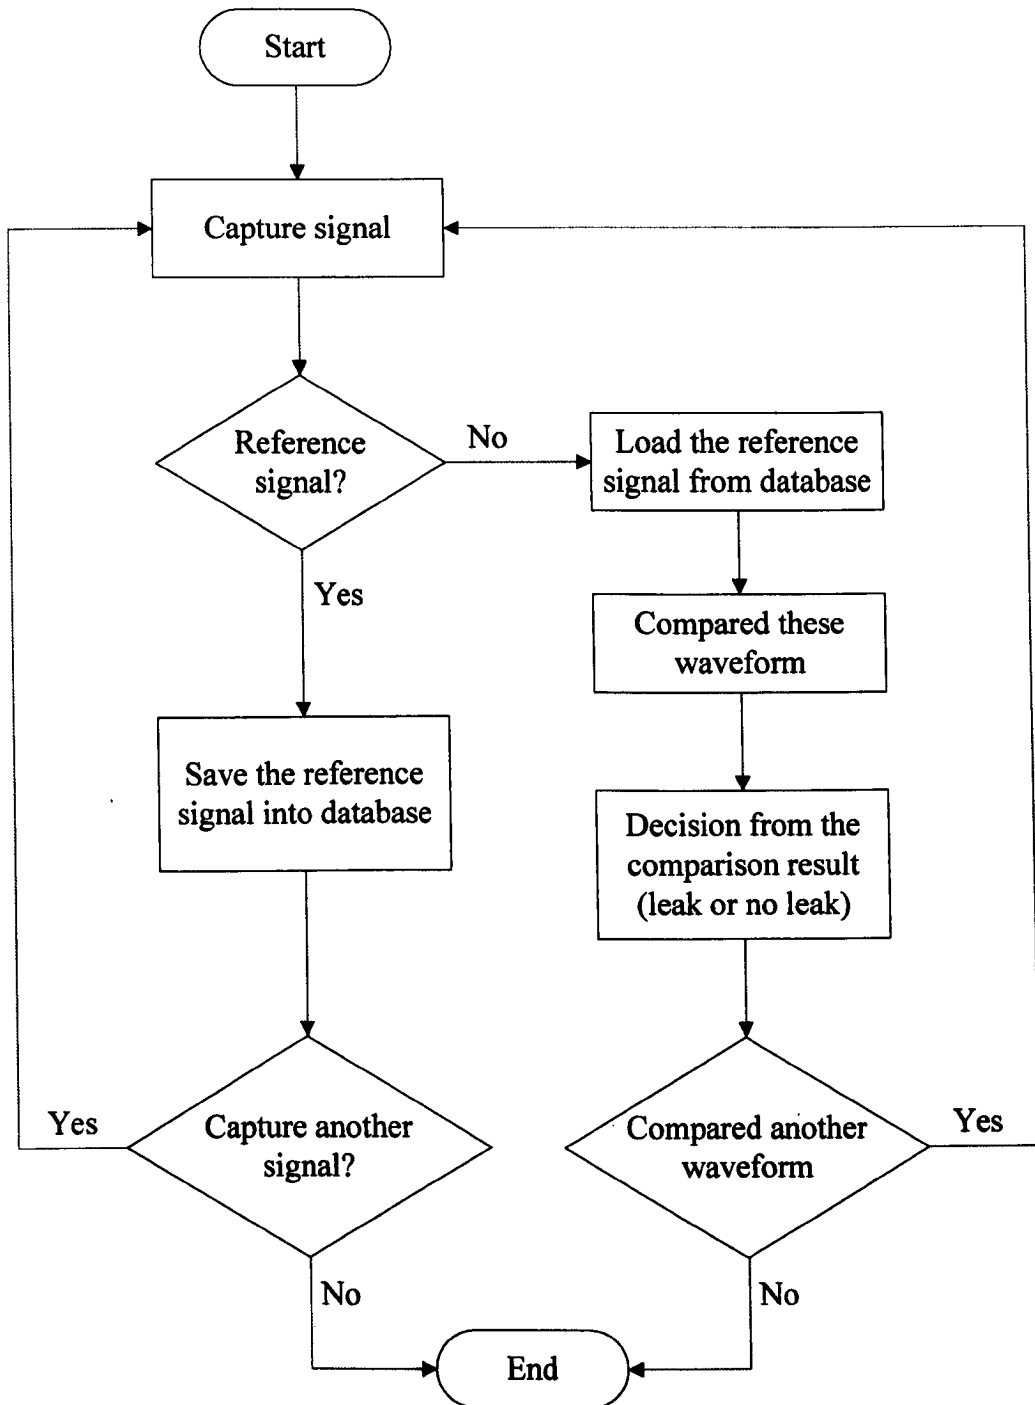 Start
Capture signal
Reference
signal?
No
Load the reference
signal from database
Yes
Compared these
waveform
Save the reference
signal into database
Decision from the
comparison result
(leak or no leak)
Yes
Capture another
signal?
Compared another
waveform
Yes
No
No
End